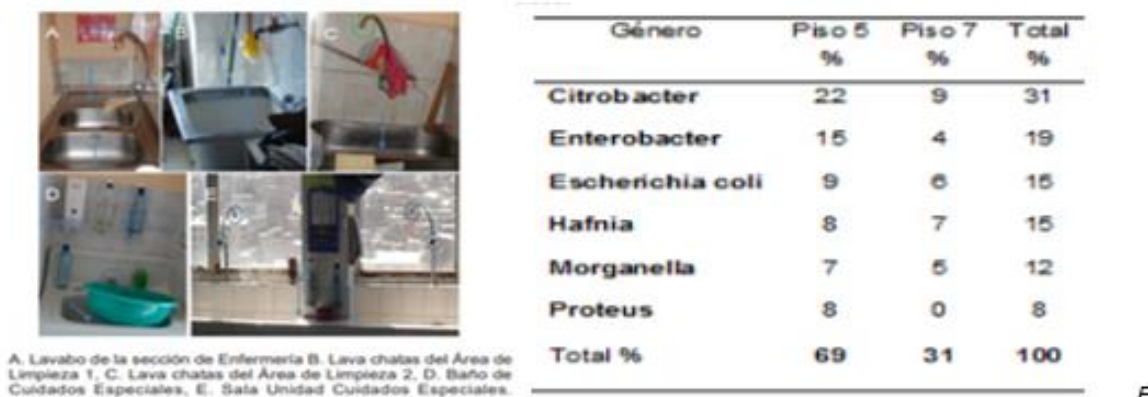 A
B
C
D
E
A. Lavabo de la sección de Enfermería B. Lava chatas del Área de
Limpieza 1, C. Lava chatas del Área de Limpieza 2, D. Baño de
Cuidados Especiales, E. Sala Unidad Cuidados Especiales.
Género Piso 5 Piso 7 Total
% % %
Citrobacter 22 9 31
Enterobacter 15 4 19
Escherichia coli 9 6 15
Hafnia 8 7 15
Morganella 7 5 12
Proteus 8 0 8
Total % 69 31 100